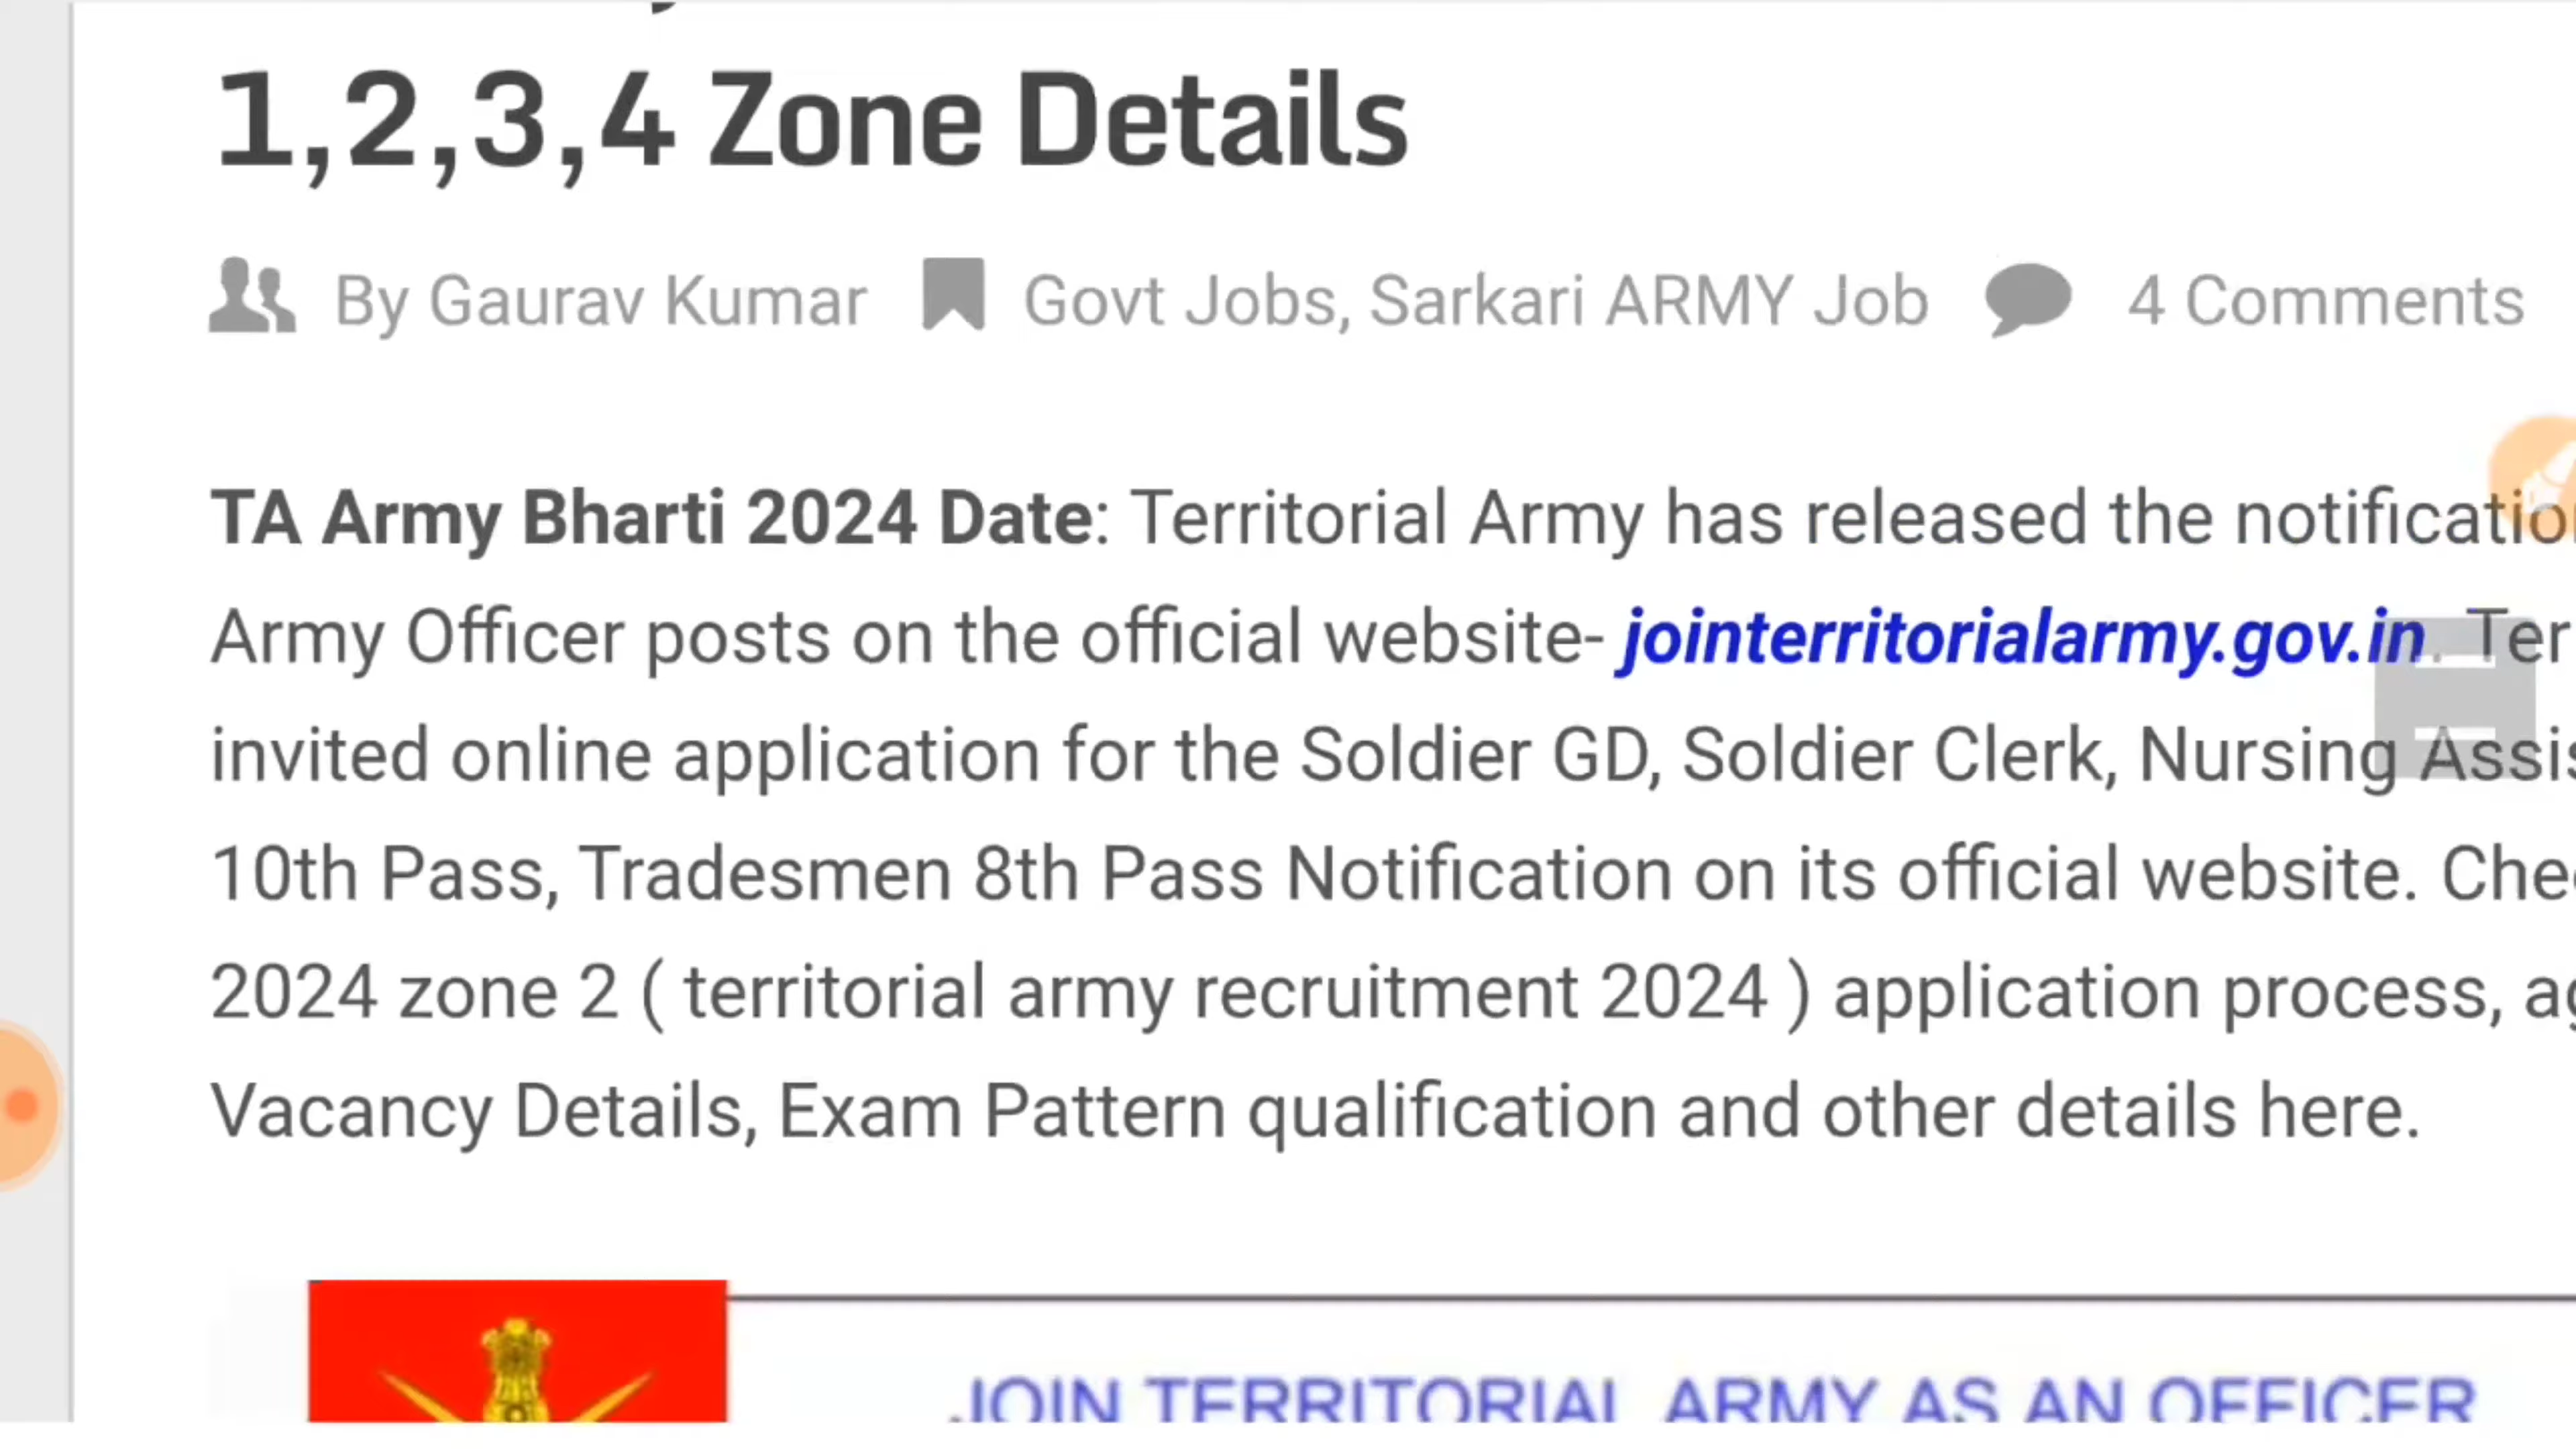 1,2,3,4 Zone Details
By Gaurav Kumar Govt Jobs, Sarkari ARMY Job 4 Comments
TA Army Bharti 2024 Date: Territorial Army has released the
Army Officer posts on the official website- jointerritorialarmy.gov.in.
invited online application for the Soldier GD, Soldier Clerk, Nursing
10th Pass, Tradesmen 8th Pass Notification on its official website.
2024 zone 2 ( territorial army recruitment 2024 ) application process,
Vacancy Details, Exam Pattern qualification and other details here.
JOIN TERRITORIAL ARMY AS AN OFFICER